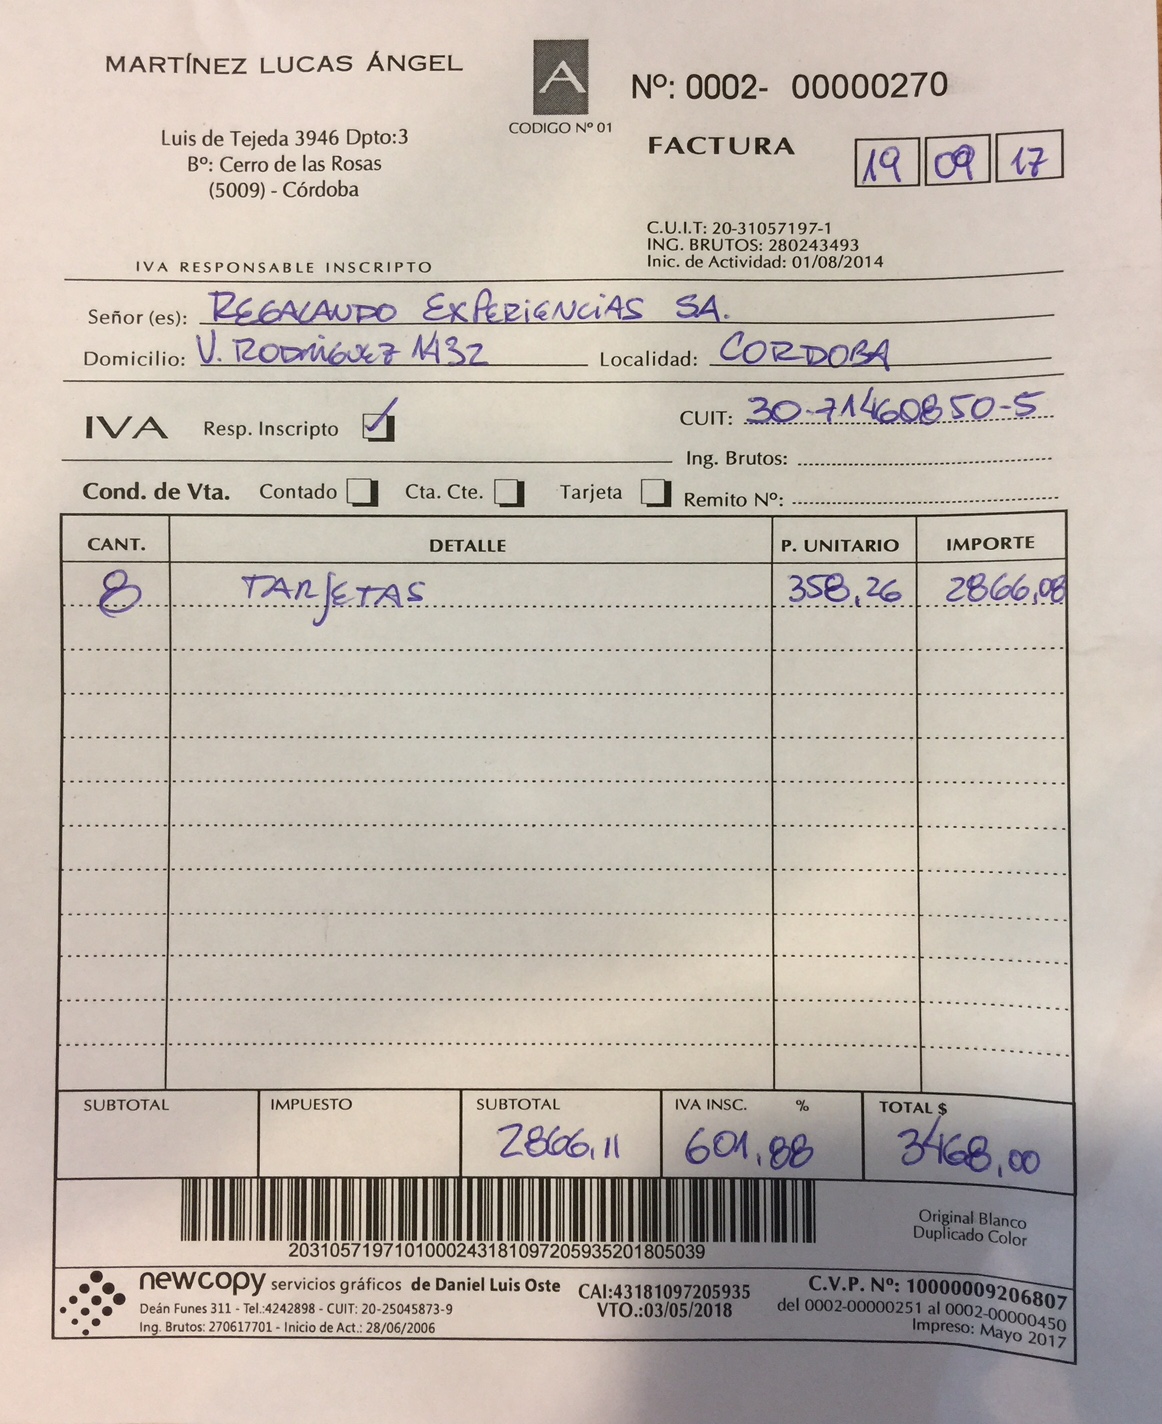 MARTÍNEZ LUCAS ÁNGEL
A
CODIGO Nº 01
Nº: 0002- 00000270
Luis de Tejeda 3946 Dpto:3
Bº: Cerro de las Rosas
(5009) - Córdoba
FACTURA 19 09 17
C.U.I.T: 20-31057197-1
ING. BRUTOS: 280243493
Inic. de Actividad: 01/08/2014
IVA RESPONSABLE INSCRIPTO
Señor (es): REGALANDO EXPERIENCIAS SA.
Domicilio: V. RODRÍGUEZ 1432 Localidad: CORDOBA
IVA Resp. Inscripto CUIT: 30-71460850-5
Ing. Brutos:
Cond. de Vta. Contado Cta. Cte. Tarjeta Remito Nº:
CANT. DETALLE P. UNITARIO IMPORTE
8 TARJETAS 358,26 2866,08
SUBTOTAL IMPUESTO SUBTOTAL IVA INSC. % TOTAL $
2866,11 601,88 3468,00
Original Blanco
Duplicado Color
2031057197101000243181097205935201805039
newcopy servicios gráficos de Daniel Luis Oste
Deán Funes 311 - Tel.:4242898 - CUIT: 20-25045873-9
Ing. Brutos: 270617701 - Inicio de Act.: 28/06/2006
CAI:43181097205935
VTO.:03/05/2018
C.V.P. Nº: 10000009206807
del 0002-00000251 al 0002-00000450
Impreso: Mayo 2017